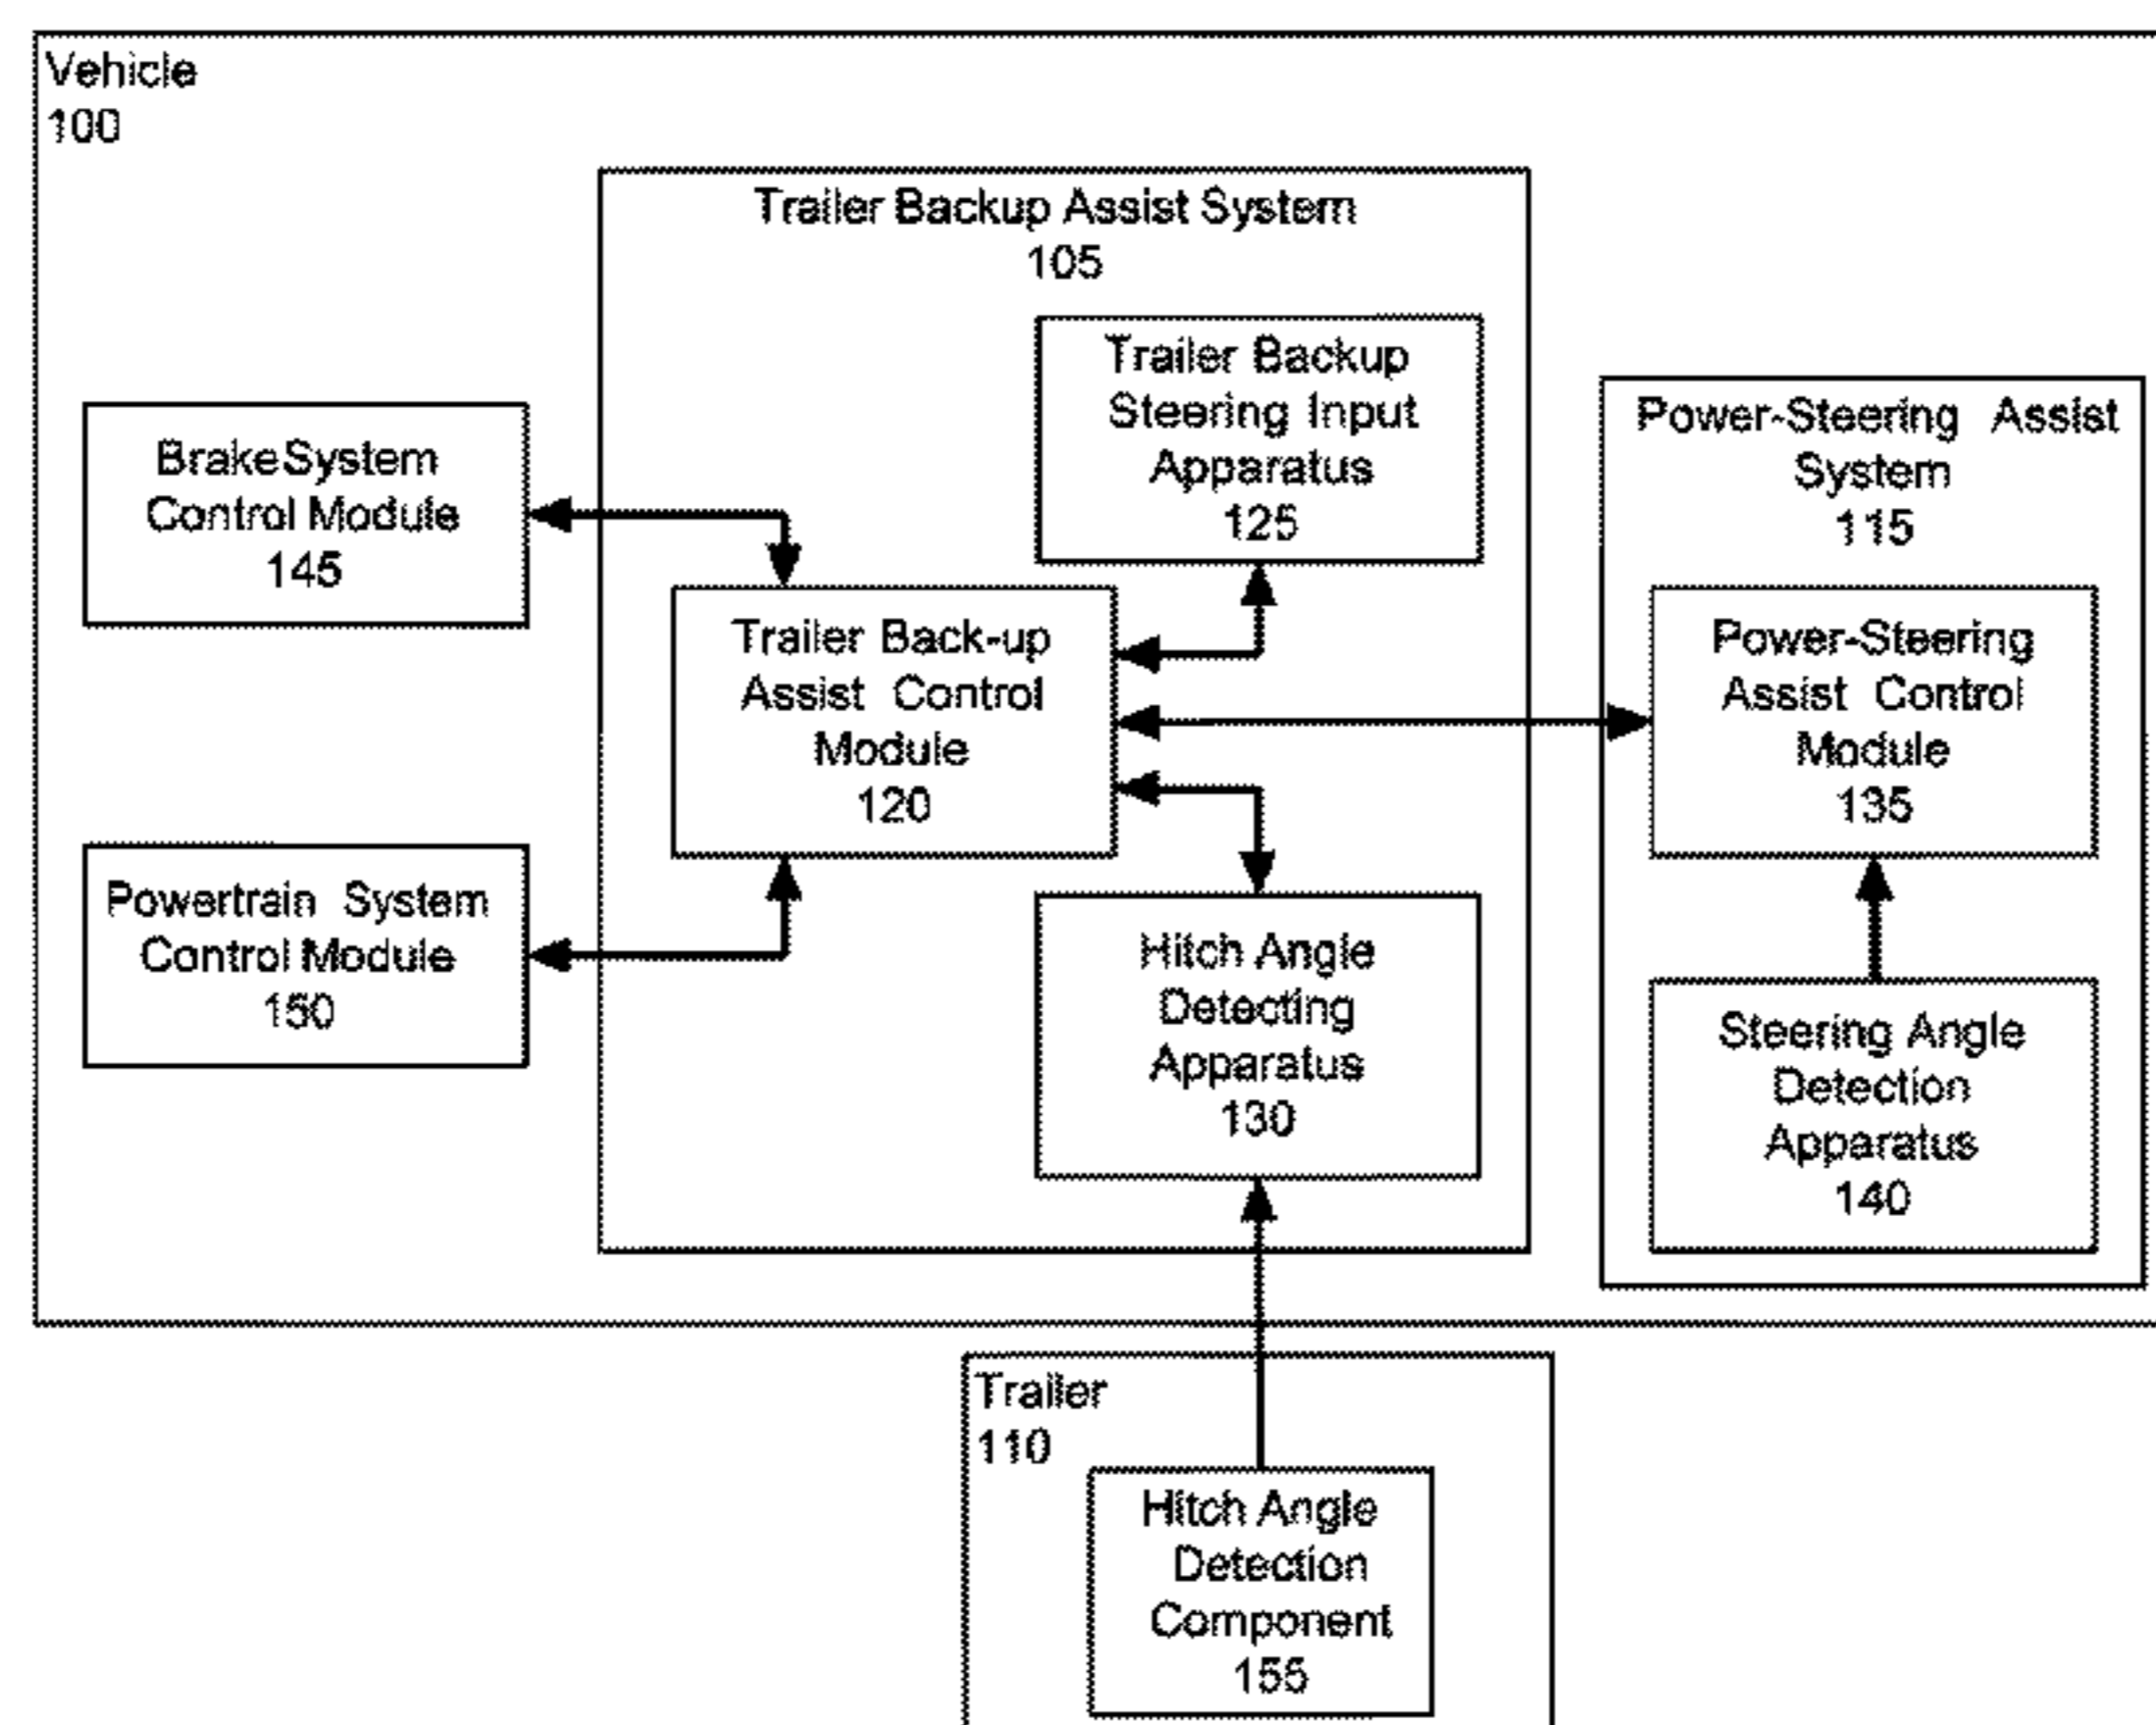 Vehicle
100
Trailer Backup Assist System
105
Trailer Backup
Steering Input
Apparatus
125
Power-Steering Assist
System
115
BrakeSystem
Control Module
145
Trailer Back-up
Assist Control
Module
120
Power-Steering
Assist Control
Module
135
Powertrain System
Control Module
150
Hitch Angle
Detecting
Apparatus
130
Steering Angle
Detection
Apparatus
140
Trailer
110
Hitch Angle
Detection
Component
155